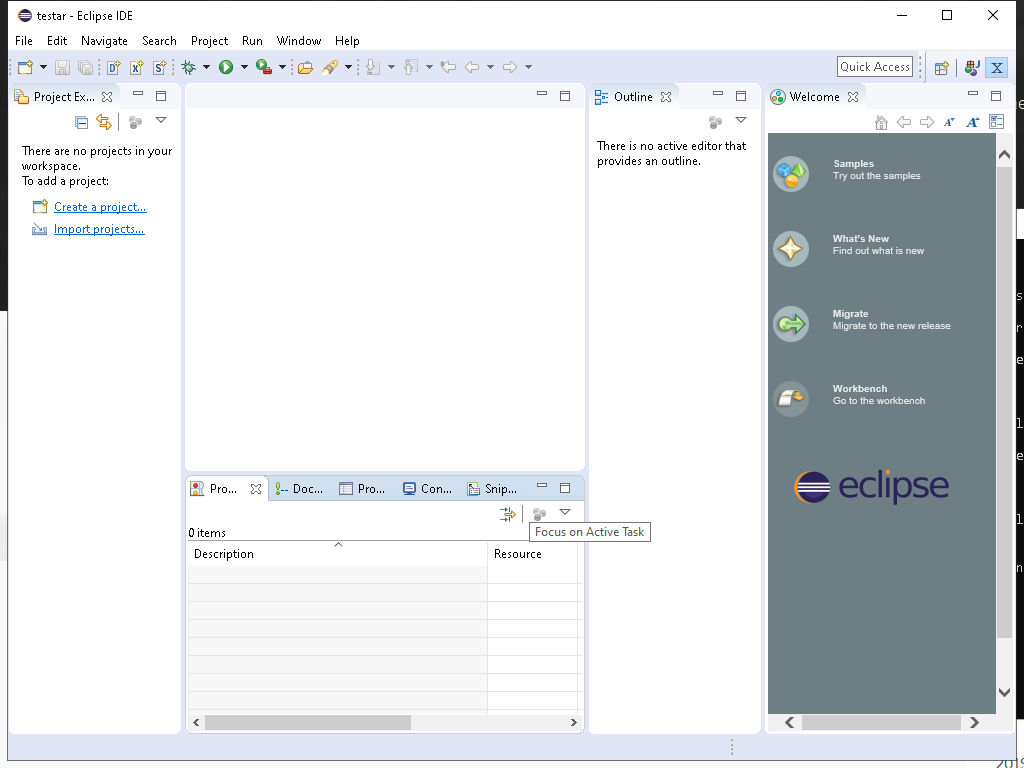 testar - Eclipse IDE
File Edit Navigate Search Project Run Window Help
Quick Access
Project Ex...
Outline
Welcome
There are no projects in your
workspace.
To add a project:
Create a project...
Import projects...
There is no active editor that
provides an outline.
Samples
Try out the samples
What's New
Find out what is new
Migrate
Migrate to the new release
Workbench
Go to the workbench
eclipse
Pro... Doc... Pro... Con... Snip...
0 items
Focus on Active Task
Description Resource